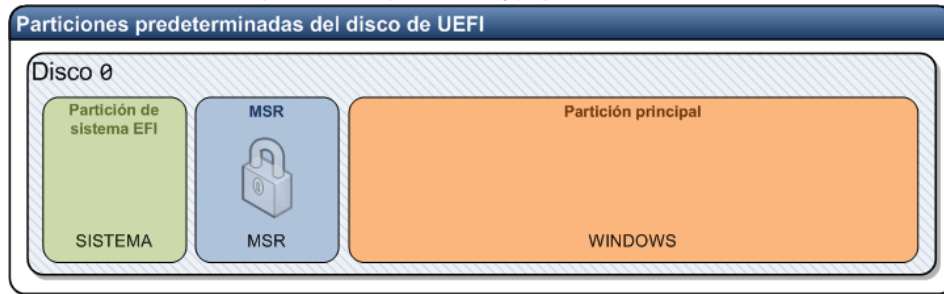 Particiones predeterminadas del disco de UEFI
Disco 0
Partición de
sistema EFI
SISTEMA
MSR
MSR
Partición principal
WINDOWS